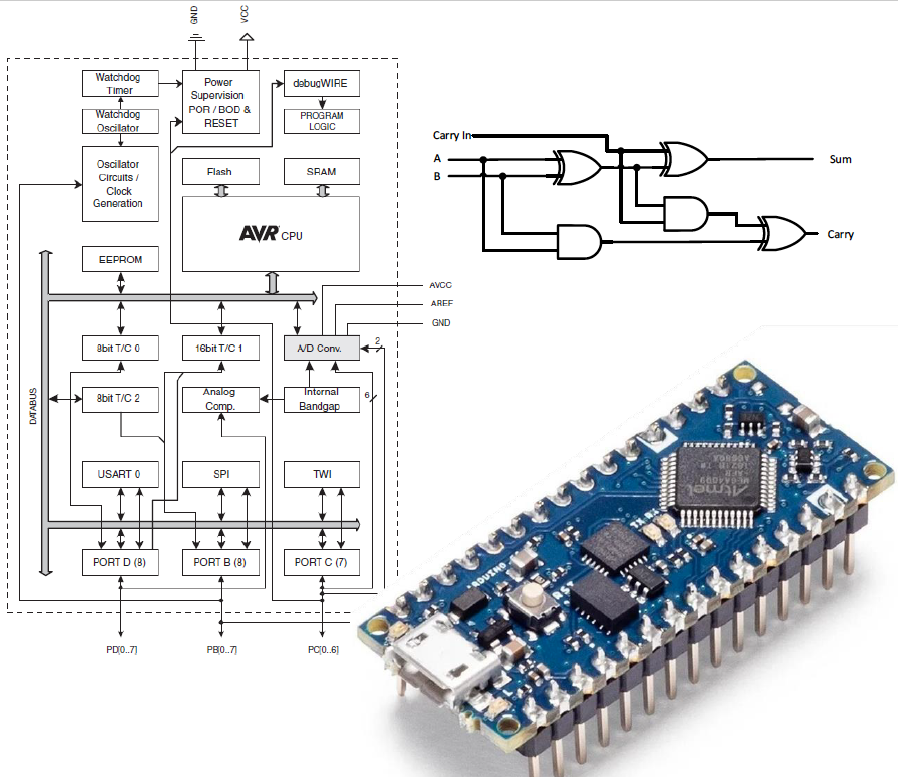 GND
VCC
Watchdog
Timer
Power
Supervision
POR / BOD &
RESET
debugWIRE
Watchdog
Oscillator
PROGRAM
LOGIC
Oscillator
Circuits /
Clock
Generation
Flash
SRAM
AVR CPU
EEPROM
AVCC
AREF
GND
8bit T/C 0
16bit T/C 1
A/D Conv.
2
DATABUS
8bit T/C 2
Analog
Comp.
Internal
Bandgap
6
USART 0
SPI
TWI
PORT D (8)
PORT B (8)
PORT C (7)
PD[0..7]
PB[0..7]
PC[0..6]
Carry In
A
B
Sum
Carry
Atmel
MEGA4809
ARDUINO